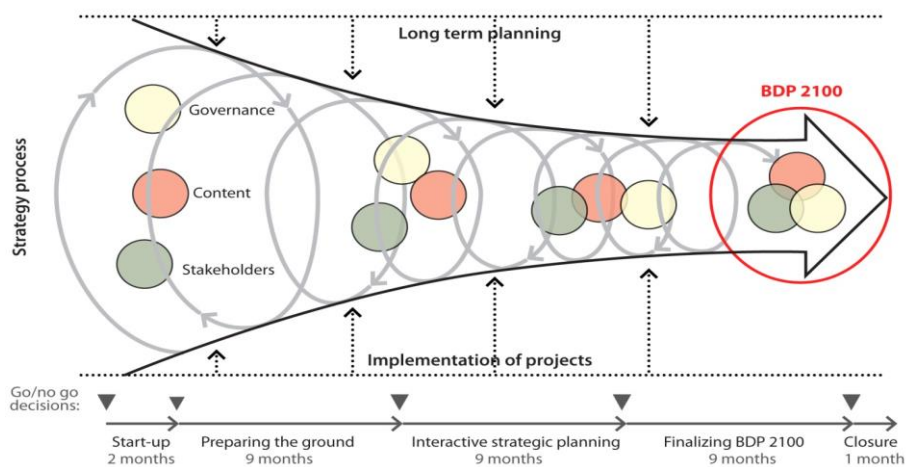 Long term planning
BDP 2100
Strategy process
Governance
Content
Stakeholders
Implementation of projects
Go/no go
decisions:
Start-up
2 months
Preparing the ground
9 months
Interactive strategic planning
9 months
Finalizing BDP 2100
9 months
Closure
1 month